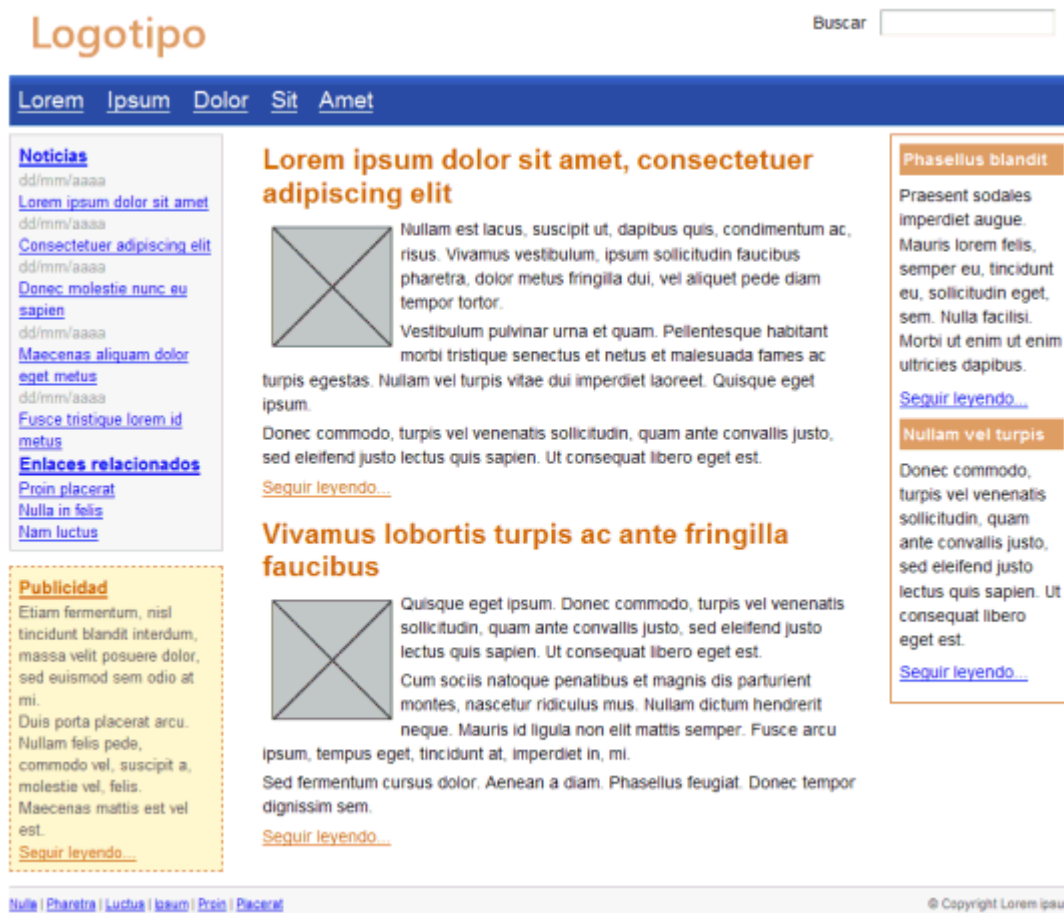 Logotipo
Buscar
Lorem Ipsum Dolor Sit Amet
Noticias
dd/mm/aaaa
Lorem ipsum dolor sit amet
dd/mm/aaaa
Consectetuer adipiscing elit
dd/mm/aaaa
Donec molestie nunc eu
sapien
dd/mm/aaaa
Maecenas aliquam dolor
eget metus
dd/mm/aaaa
Fusce tristique lorem id
metus
Enlaces relacionados
Proin placerat
Nulla in felis
Nam luctus
Publicidad
Etiam fermentum, nisl
tincidunt blandit interdum,
massa velit posuere dolor,
sed euismod sem odio at
mi.
Duis porta placerat arcu.
Nullam felis pede,
commodo vel, suscipit a,
molestie vel, felis.
Maecenas mattis est vel
est.
Seguir leyendo...
Lorem ipsum dolor sit amet, consectetuer
adipiscing elit
Nullam est lacus, suscipit ut, dapibus quis, condimentum ac,
risus. Vivamus vestibulum, ipsum sollicitudin faucibus
pharetra, dolor metus fringilla dui, vel aliquet pede diam
tempor tortor.
Vestibulum pulvinar urna et quam. Pellentesque habitant
morbi tristique senectus et netus et malesuada fames ac
turpis egestas. Nullam vel turpis vitae dui imperdiet laoreet. Quisque eget
ipsum.
Donec commodo, turpis vel venenatis sollicitudin, quam ante convallis justo,
sed eleifend justo lectus quis sapien. Ut consequat libero eget est.
Seguir leyendo...
Vivamus lobortis turpis ac ante fringilla
faucibus
Quisque eget ipsum. Donec commodo, turpis vel venenatis
sollicitudin, quam ante convallis justo, sed eleifend justo
lectus quis sapien. Ut consequat libero eget est.
Cum sociis natoque penatibus et magnis dis parturient
montes, nascetur ridiculus mus. Nullam dictum hendrerit
neque. Mauris id ligula non elit mattis semper. Fusce arcu
ipsum, tempus eget, tincidunt at, imperdiet in, mi.
Sed fermentum cursus dolor. Aenean a diam. Phasellus feugiat. Donec tempor
dignissim sem.
Seguir leyendo...
Phasellus blandit
Praesent sodales
imperdiet augue.
Mauris lorem felis,
semper eu, tincidunt
eu, sollicitudin eget,
sem. Nulla facilisi.
Morbi ut enim ut enim
ultricies dapibus.
Seguir leyendo...
Nullam vel turpis
Donec commodo,
turpis vel venenatis
sollicitudin, quam
ante convallis justo,
sed eleifend justo
lectus quis sapien. Ut
consequat libero
eget est.
Seguir leyendo...
Nulla | Pharetra | Luctus | Ipsum | Proin | Placerat
© Copyright Lorem ipsu